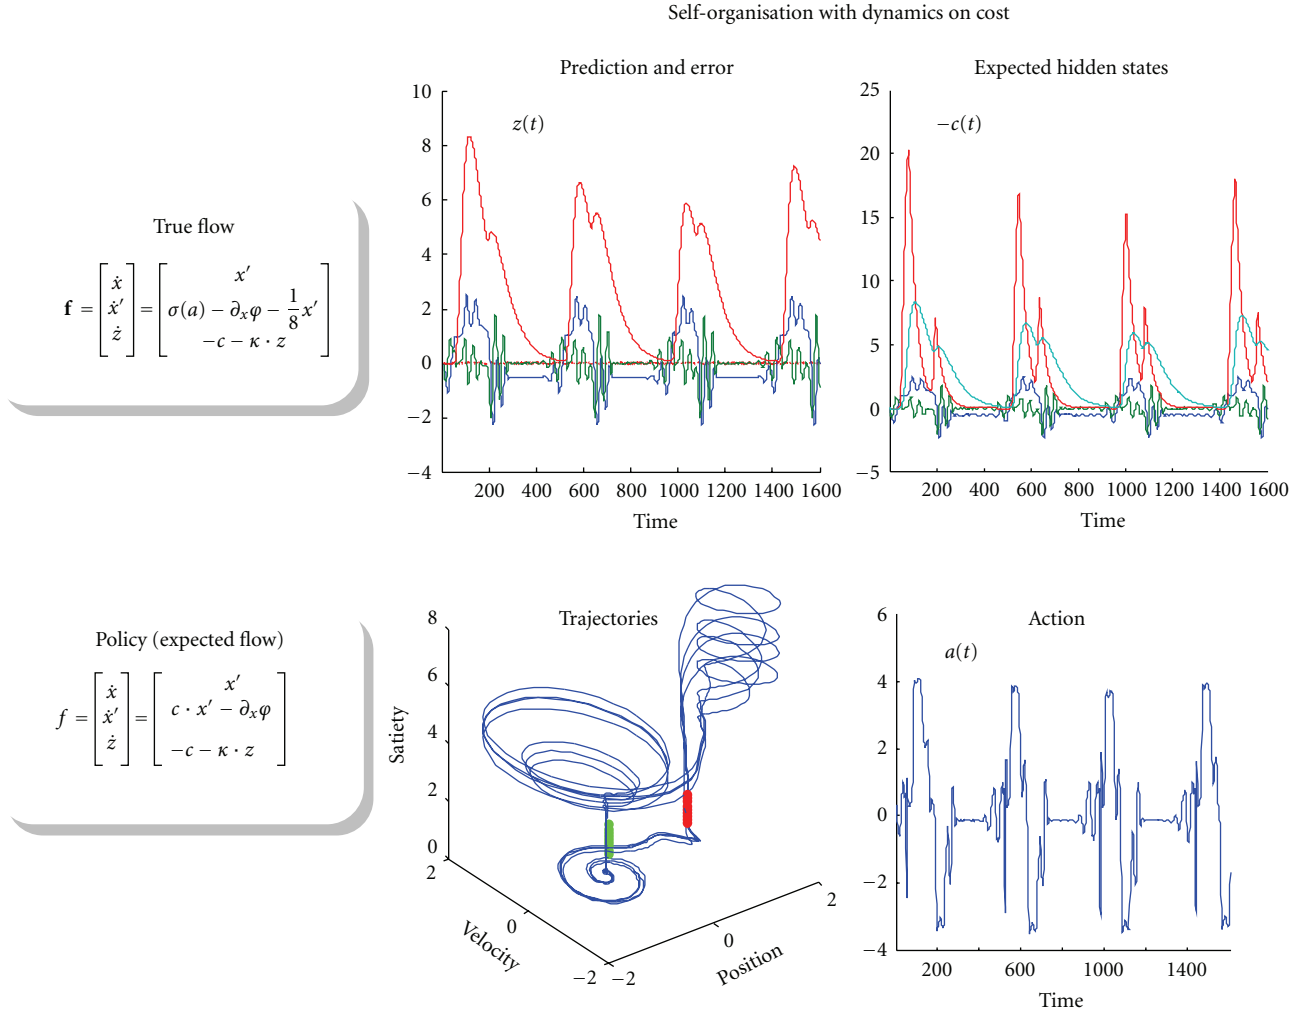 Self-organisation with dynamics on cost
Prediction and error
Expected hidden states
10
8
6
4
2
0
−2
−4
z(t)
200 400 600 800 1000 1200 1400 1600
Time
25
20
15
10
5
0
−5
−c(t)
200 400 600 800 1000 1200 1400 1600
Time
True flow
f = [ẋ ẋ′ ż] = [x′ σ(a) − ∂ₓφ − 1/8 x′ −c − κ · z]
Policy (expected flow)
f = [ẋ ẋ′ ż] = [x′ c · x′ − ∂ₓφ −c − κ · z]
Trajectories
Satiety
8
6
4
2
0
2
0
−2
Velocity
−2
0
2
Position
Action
a(t)
6
4
2
0
−2
−4
200 600 1000 1400
Time